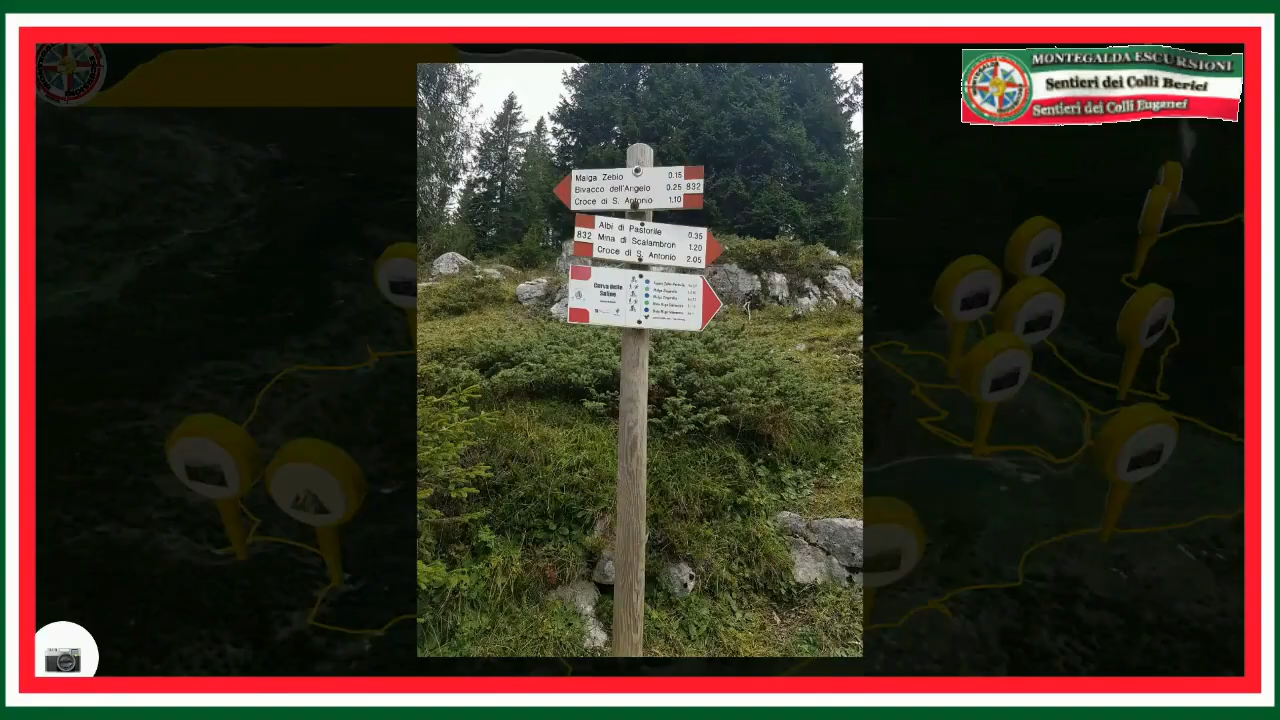 MONTEGALDA ESCURSIONI
Sentieri dei Colli Berici
Sentieri dei Colli Euganei
Malga Zebio 0.15
Bivacco dell'Angelo 0.25 832
Croce di S. Antonio 1.10
Albi di Pastorile 0.35
832 Mina di Scalambron 1.20
Croce di S. Antonio 2.05
Curva delle
Saline